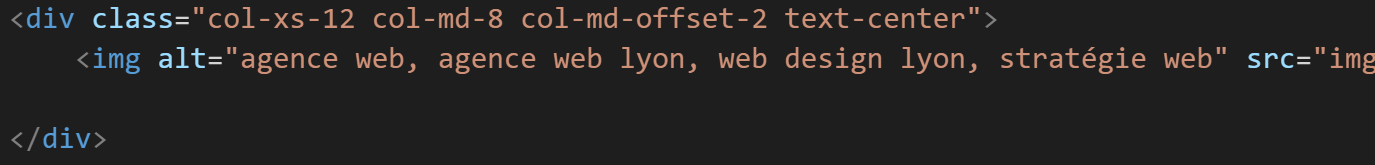 <div class="col-xs-12 col-md-8 col-md-offset-2 text-center">
<img alt="agence web, agence web lyon, web design lyon, stratégie web" src="img
</div>